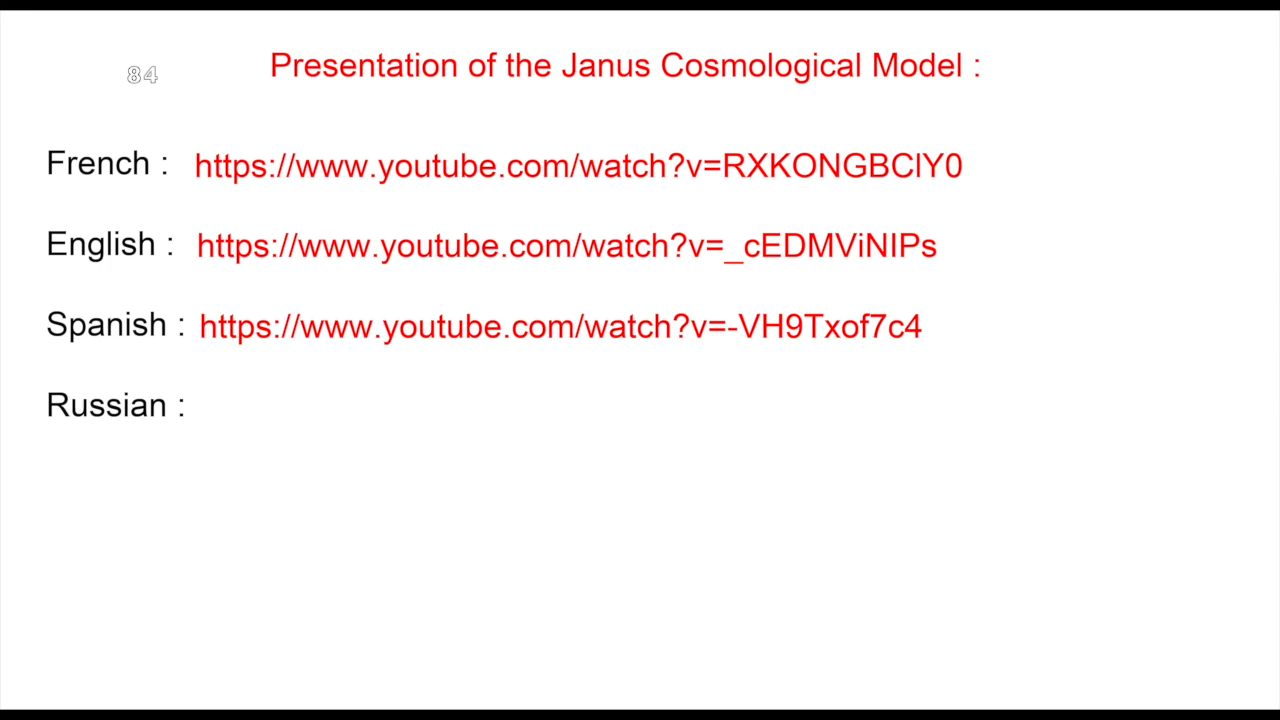 84
Presentation of the Janus Cosmological Model :
French : https://www.youtube.com/watch?v=RXKONGBClY0
English : https://www.youtube.com/watch?v=_cEDMViNIPs
Spanish : https://www.youtube.com/watch?v=-VH9Txof7c4
Russian :